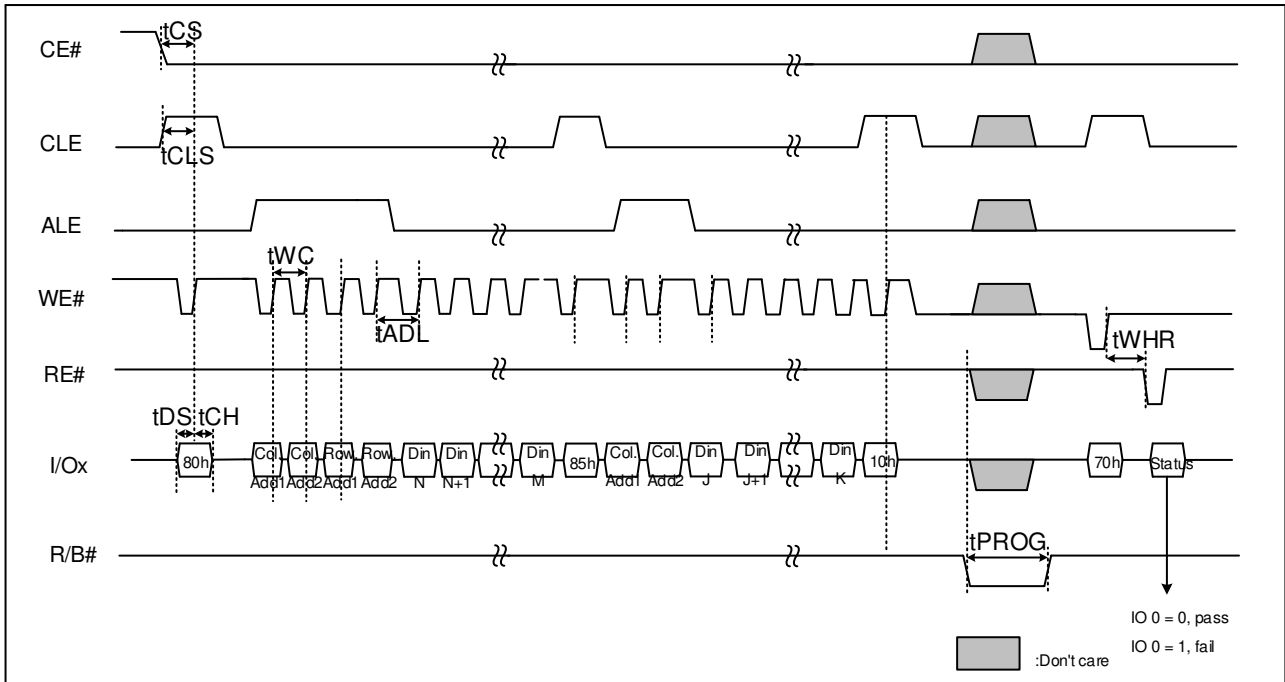 CE#
tCS
CLE
tCLS
ALE
WE#
tWC
tADL
tWHR
RE#
tDS tCH
I/Ox
80h
Col. Add1
Col. Add2
Row. Add1
Row. Add2
Din N
Din N+1
Din M
85h
Col. Add1
Col. Add2
Din J
Din J+1
Din K
10h
70h
Status
R/B#
tPROG
IO 0 = 0, pass
IO 0 = 1, fail
:Don't care